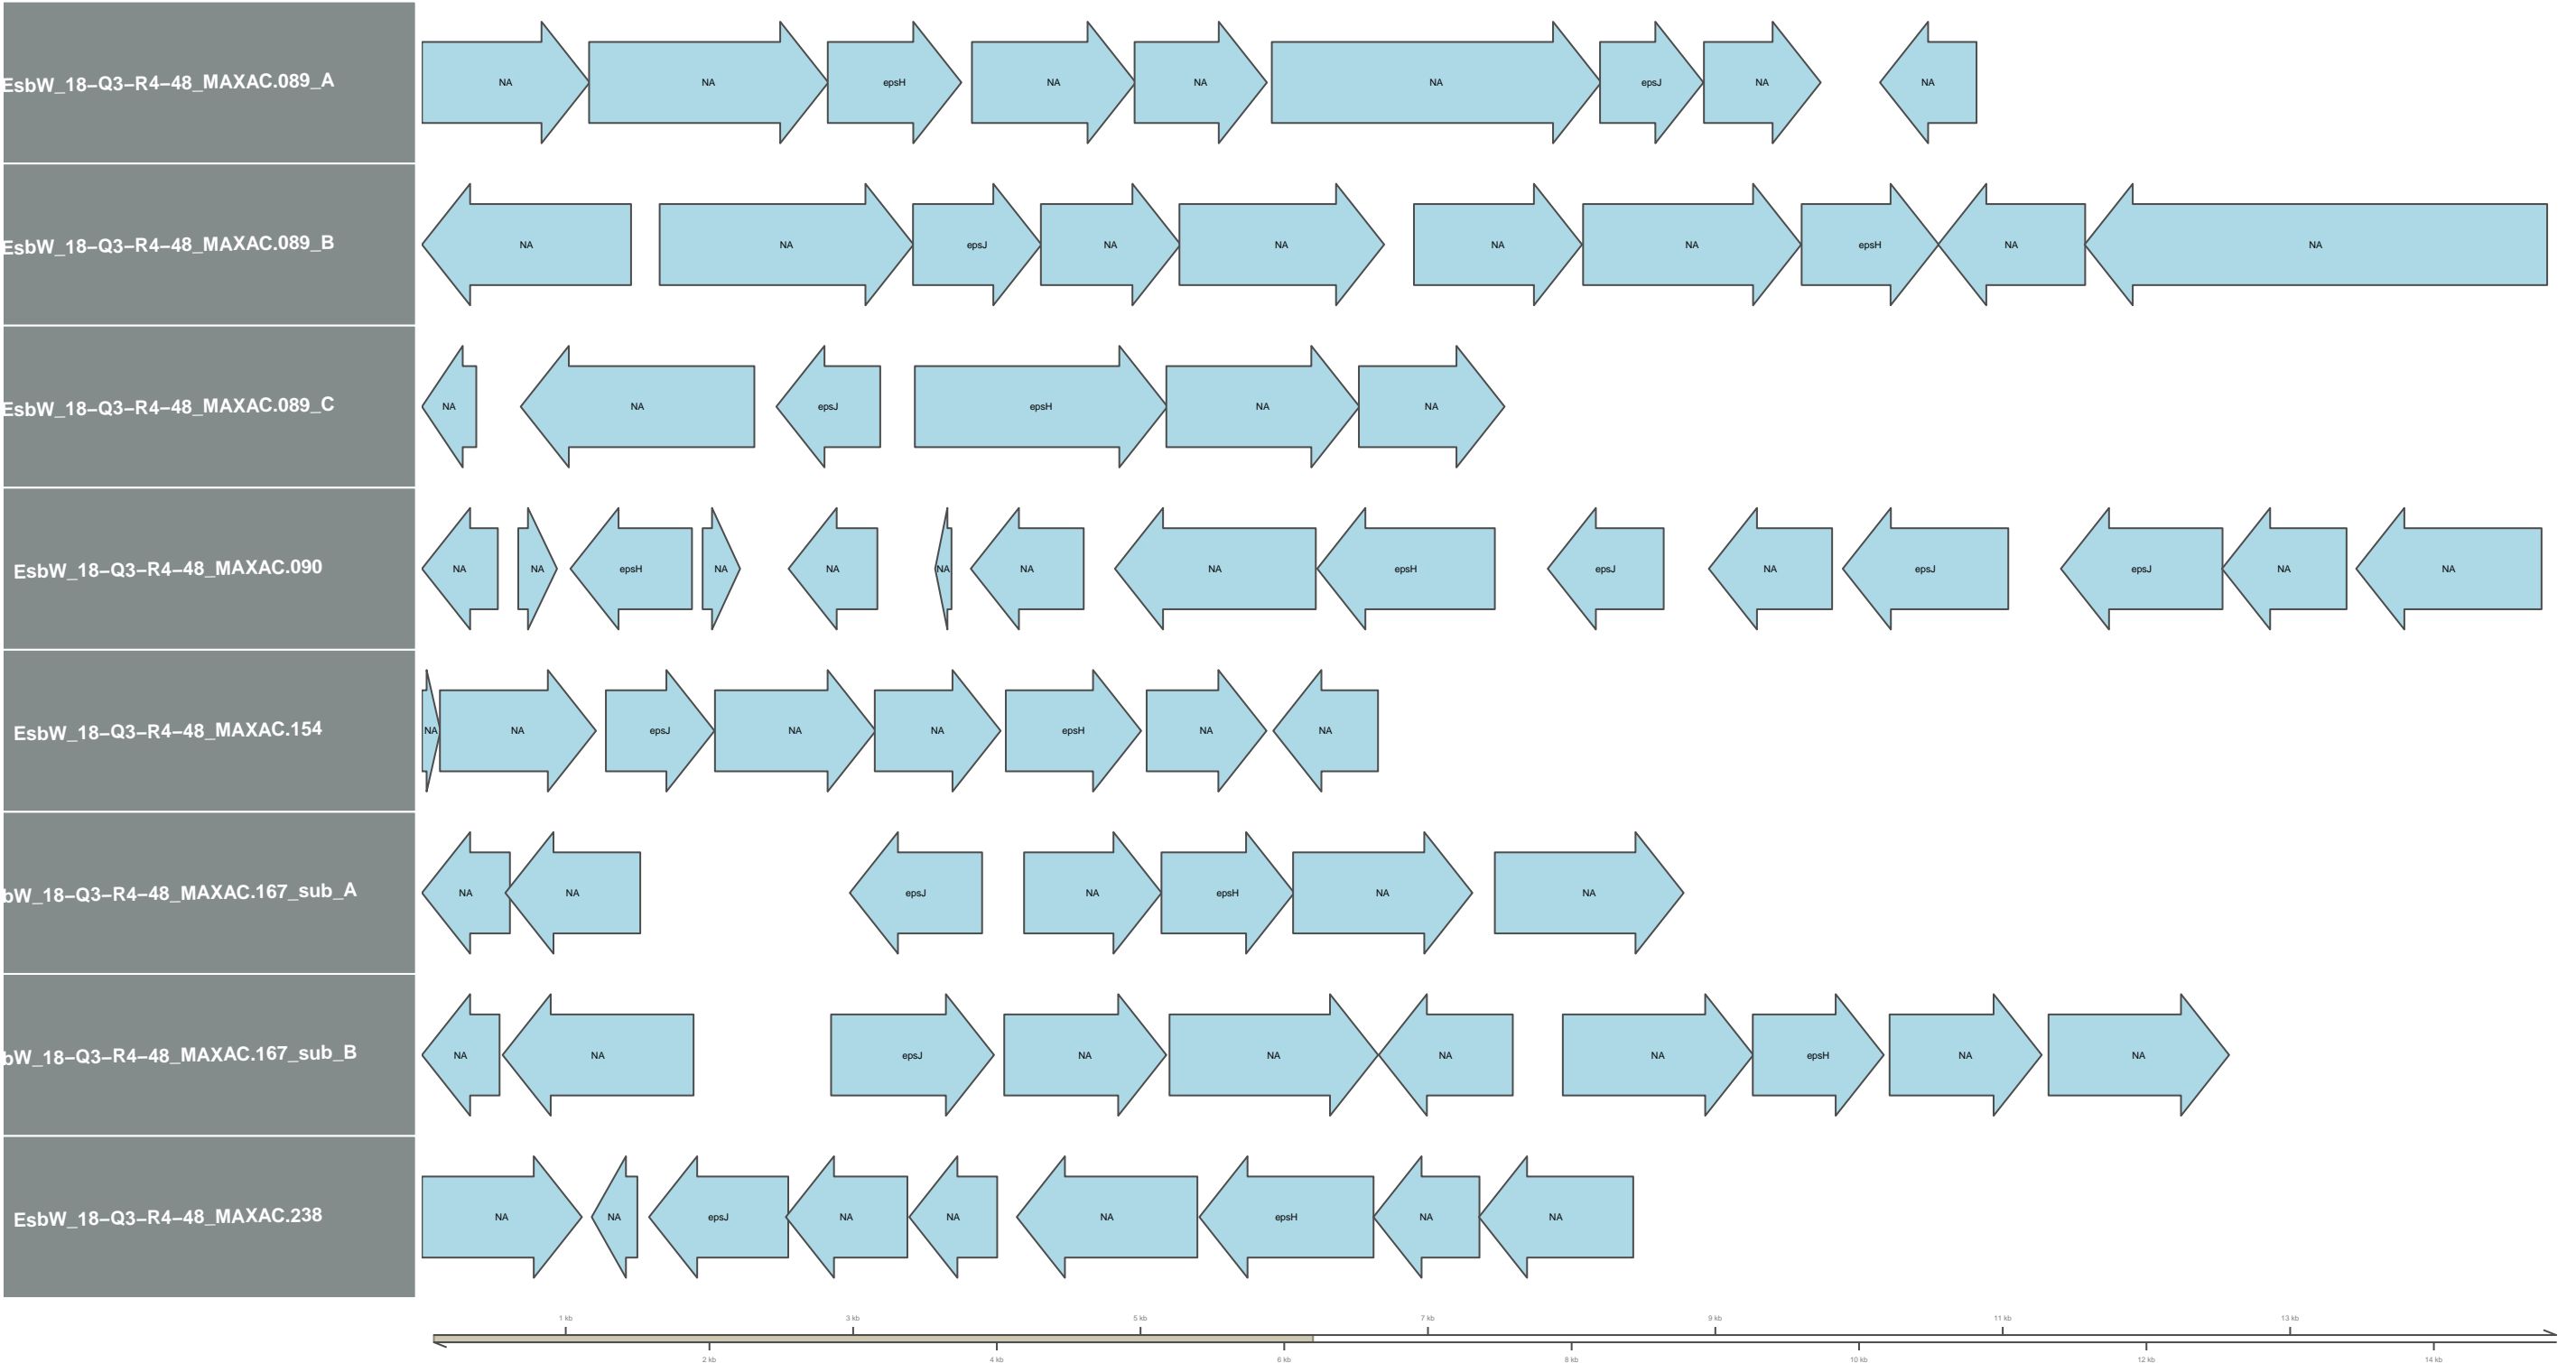 EsbW_18–Q3–R4–48_MAXAC.089_A
NA NA epsH NA NA NA epsJ NA NA
EsbW_18–Q3–R4–48_MAXAC.089_B
NA NA epsJ NA NA NA NA epsH NA NA
EsbW_18–Q3–R4–48_MAXAC.089_C
NA NA epsJ epsH NA NA
EsbW_18–Q3–R4–48_MAXAC.090
NA NA epsH NA NA NA NA NA epsH epsJ NA epsJ epsJ NA NA
EsbW_18–Q3–R4–48_MAXAC.154
NA NA epsJ NA NA epsH NA NA
bW_18–Q3–R4–48_MAXAC.167_sub_A
NA NA epsJ NA epsH NA NA
bW_18–Q3–R4–48_MAXAC.167_sub_B
NA NA epsJ NA NA NA NA epsH NA NA
EsbW_18–Q3–R4–48_MAXAC.238
NA NA epsJ NA NA NA epsH NA NA
1 kb 3 kb 5 kb 7 kb 9 kb 11 kb 13 kb
2 kb 4 kb 6 kb 8 kb 10 kb 12 kb 14 kb